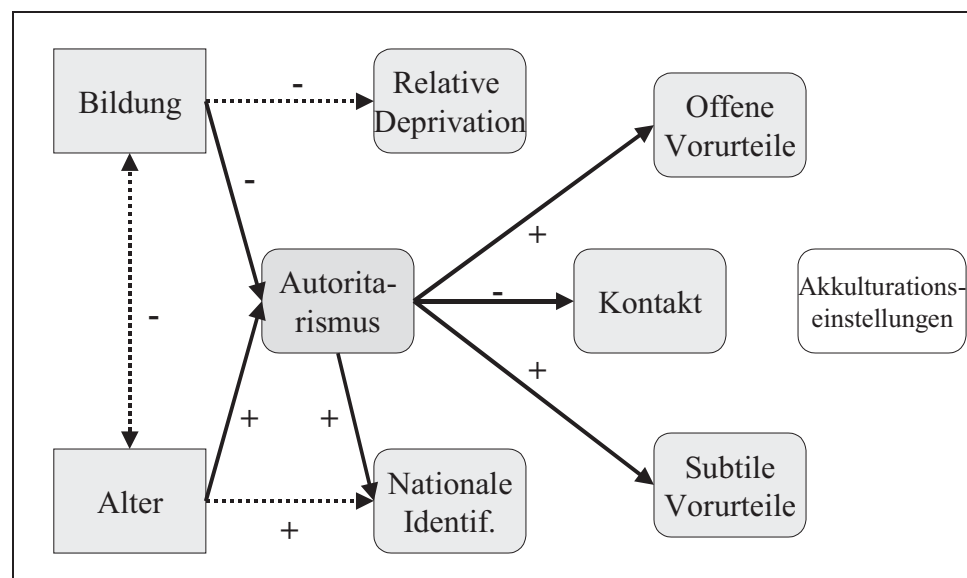 Bildung
-
Relative
Deprivation
Offene
Vorurteile
-
+
Autorita-
rismus
-
Kontakt
Akkulturations-
einstellungen
-
+
+
+
Alter
+
Nationale
Identif.
Subtile
Vorurteile